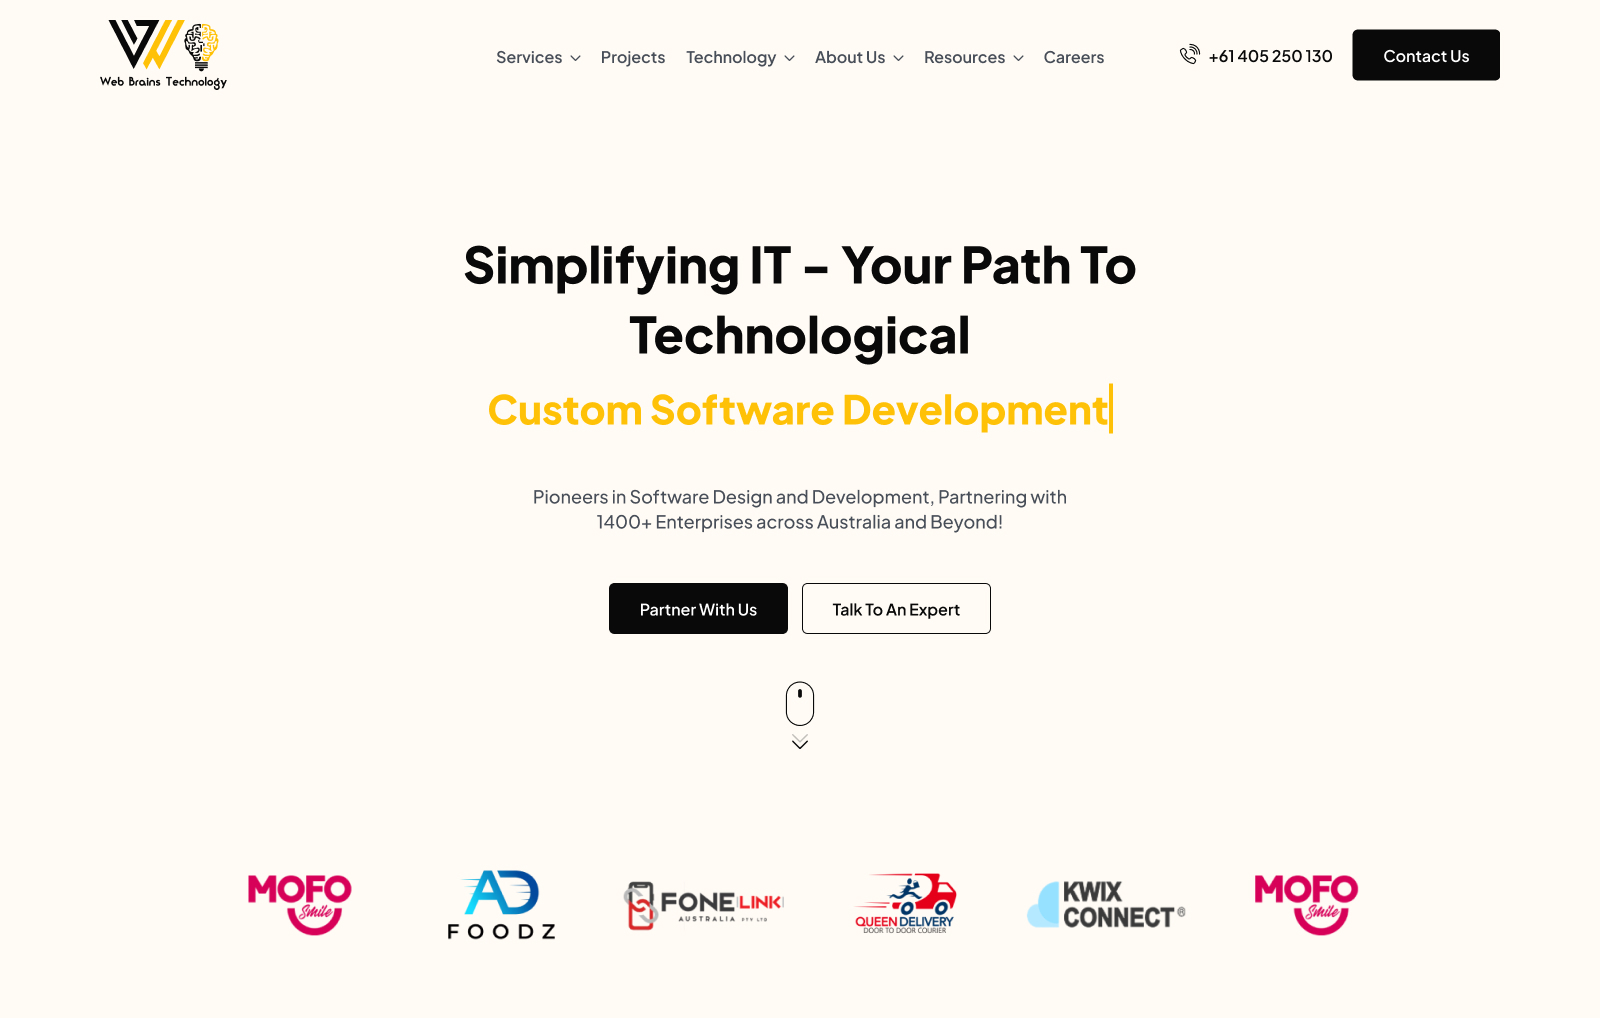 Web Brains Technology
Services
Projects
Technology
About Us
Resources
Careers
+61 405 250 130
Contact Us
Simplifying IT - Your Path To
Technological
Custom Software Development
Pioneers in Software Design and Development, Partnering with
1400+ Enterprises across Australia and Beyond!
Partner With Us
Talk To An Expert
MOFO
Smile
AD
FOODZ
FONE LINK
AUSTRALIA PTY LTD
QUEEN DELIVERY
DOOR TO DOOR COURIER
KWIX
CONNECT®
MOFO
Smile